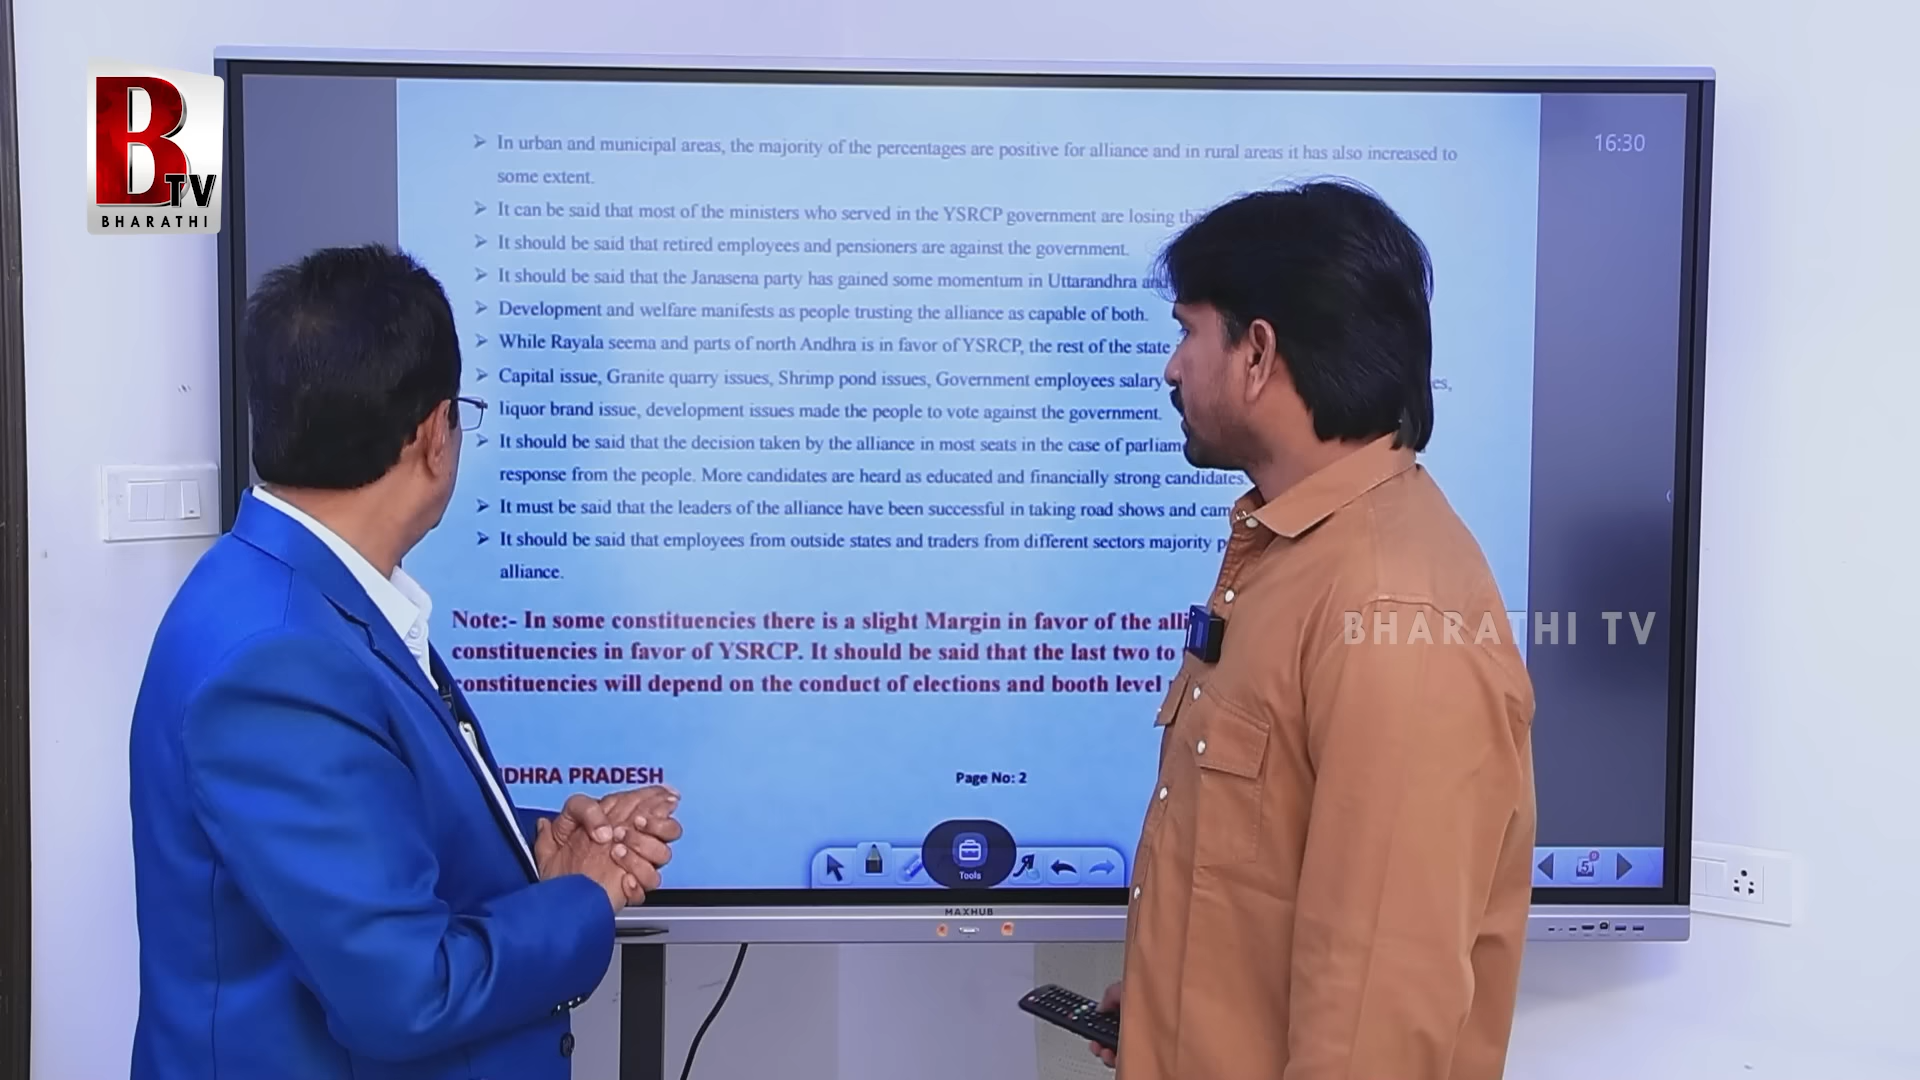 B TV
BHARATHI
16:30
➢ In urban and municipal areas, the majority of the percentages are positive for alliance and in rural areas it has also increased to
some extent.
➢ It can be said that most of the ministers who served in the YSRCP government are losing
➢ It should be said that retired employees and pensioners are against the government.
➢ It should be said that the Janasena party has gained some momentum in Uttarandhra
➢ Development and welfare manifests as people trusting the alliance as capable of both.
➢ While Rayala seema and parts of north Andhra is in favor of YSRCP, the rest of the state
➢ Capital issue, Granite quarry issues, Shrimp pond issues, Government employees salary
liquor brand issue, development issues made the people to vote against the government.
➢ It should be said that the decision taken by the alliance in most seats in the case of
response from the people. More candidates are heard as educated and financially strong candidates.
➢ It must be said that the leaders of the alliance have been successful in taking road shows and
➢ It should be said that employees from outside states and traders from different sectors majority
alliance.
Note:- In some constituencies there is a slight Margin in favor of the
constituencies in favor of YSRCP. It should be said that the last two to
constituencies will depend on the conduct of elections and booth level
PRADESH
Page No: 2
BHARATHI TV
Tools
5
MAXHUB